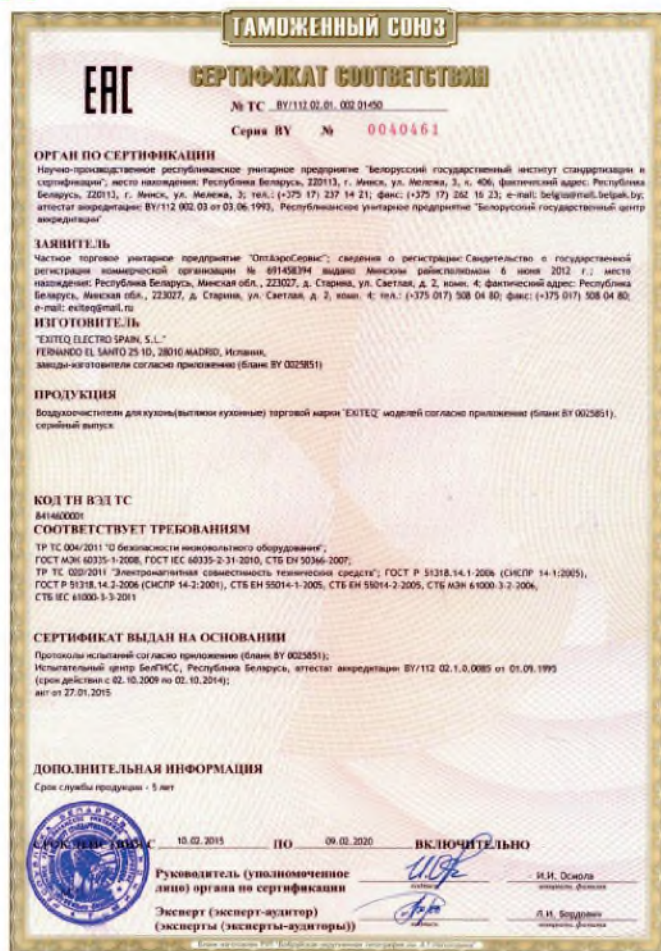 ТАМОЖЕННЫЙ СОЮЗ
ЕАС
СЕРТИФИКАТ СООТВЕТСТВИЯ
№ ТС BY/112 02.01. 002 01450
Серия BY № 0040461
ОРГАН ПО СЕРТИФИКАЦИИ
Научно-производственное республиканское унитарное предприятие "Белорусский государственный институт стандартизации и
сертификации"; место нахождения: Республика Беларусь, 220113, г. Минск, ул. Мележа, 3, к. 406, фактический адрес: Республика
Беларусь, 220113, г. Минск, ул. Мележа, 3; тел.: (+375 17) 237 14 21; факс: (+375 17) 262 16 23; e-mail: belgiss@mail.belpak.by;
аттестат аккредитации: BY/112 002.03 от 03.06.1993, Республиканское унитарное предприятие "Белорусский государственный центр
аккредитации"
ЗАЯВИТЕЛЬ
Частное торговое унитарное предприятие "ОптАэроСервис"; сведения о регистрации: Свидетельство о государственной
регистрации коммерческой организации № 691458394 выдано Минским райисполкомом 6 июня 2012 г.; место
нахождения: Республика Беларусь, Минская обл., 223027, д. Старина, ул. Светлая, д. 2, комн. 4; фактический адрес: Республика
Беларусь, Минская обл., 223027, д. Старина, ул. Светлая, д. 2, комн. 4; тел.: (+375 017) 508 04 80; факс: (+375 017) 508 04 80;
e-mail: exiteq@mail.ru
ИЗГОТОВИТЕЛЬ
"EXITEQ ELECTRO SPAIN, S.L."
FERNANDO EL SANTO 25 1D, 28010 MADRID, Испания,
заводы-изготовители согласно приложению (бланк BY 0025851)
ПРОДУКЦИЯ
Воздухоочистители для кухонь(вытяжки кухонные) торговой марки "EXITEQ" моделей согласно приложению (бланк BY 0025851),
серийный выпуск
КОД ТН ВЭД ТС
8414600001
СООТВЕТСТВУЕТ ТРЕБОВАНИЯМ
ТР ТС 004/2011 "О безопасности низковольтного оборудования";
ГОСТ МЭК 60335-1-2008, ГОСТ IEC 60335-2-31-2010, СТБ ЕН 50366-2007;
ТР ТС 020/2011 "Электромагнитная совместимость технических средств"; ГОСТ Р 51318.14.1-2006 (СИСПР 14-1:2005),
ГОСТ Р 51318.14.2-2006 (СИСПР 14-2:2001), СТБ ЕН 55014-1-2005, СТБ ЕН 55014-2-2005, СТБ МЭК 61000-3-2-2006,
СТБ IEC 61000-3-3-2011
СЕРТИФИКАТ ВЫДАН НА ОСНОВАНИИ
Протоколы испытаний согласно приложению (бланк BY 0025851);
Испытательный центр БелГИСС, Республика Беларусь, аттестат аккредитации BY/112 02.1.0.0085 от 01.09.1995
(срок действия с 02.10.2009 по 02.10.2014);
акт от 27.01.2015
ДОПОЛНИТЕЛЬНАЯ ИНФОРМАЦИЯ
Срок службы продукции - 5 лет
СРОК ДЕЙСТВИЯ С 10.02.2015 ПО 09.02.2020 ВКЛЮЧИТЕЛЬНО
Руководитель (уполномоченное
лицо) органа по сертификации
подпись
И.И. Осмола
инициалы, фамилия
Эксперт (эксперт-аудитор)
(эксперты (эксперты-аудиторы))
подпись
Л.И. Бордович
инициалы, фамилия